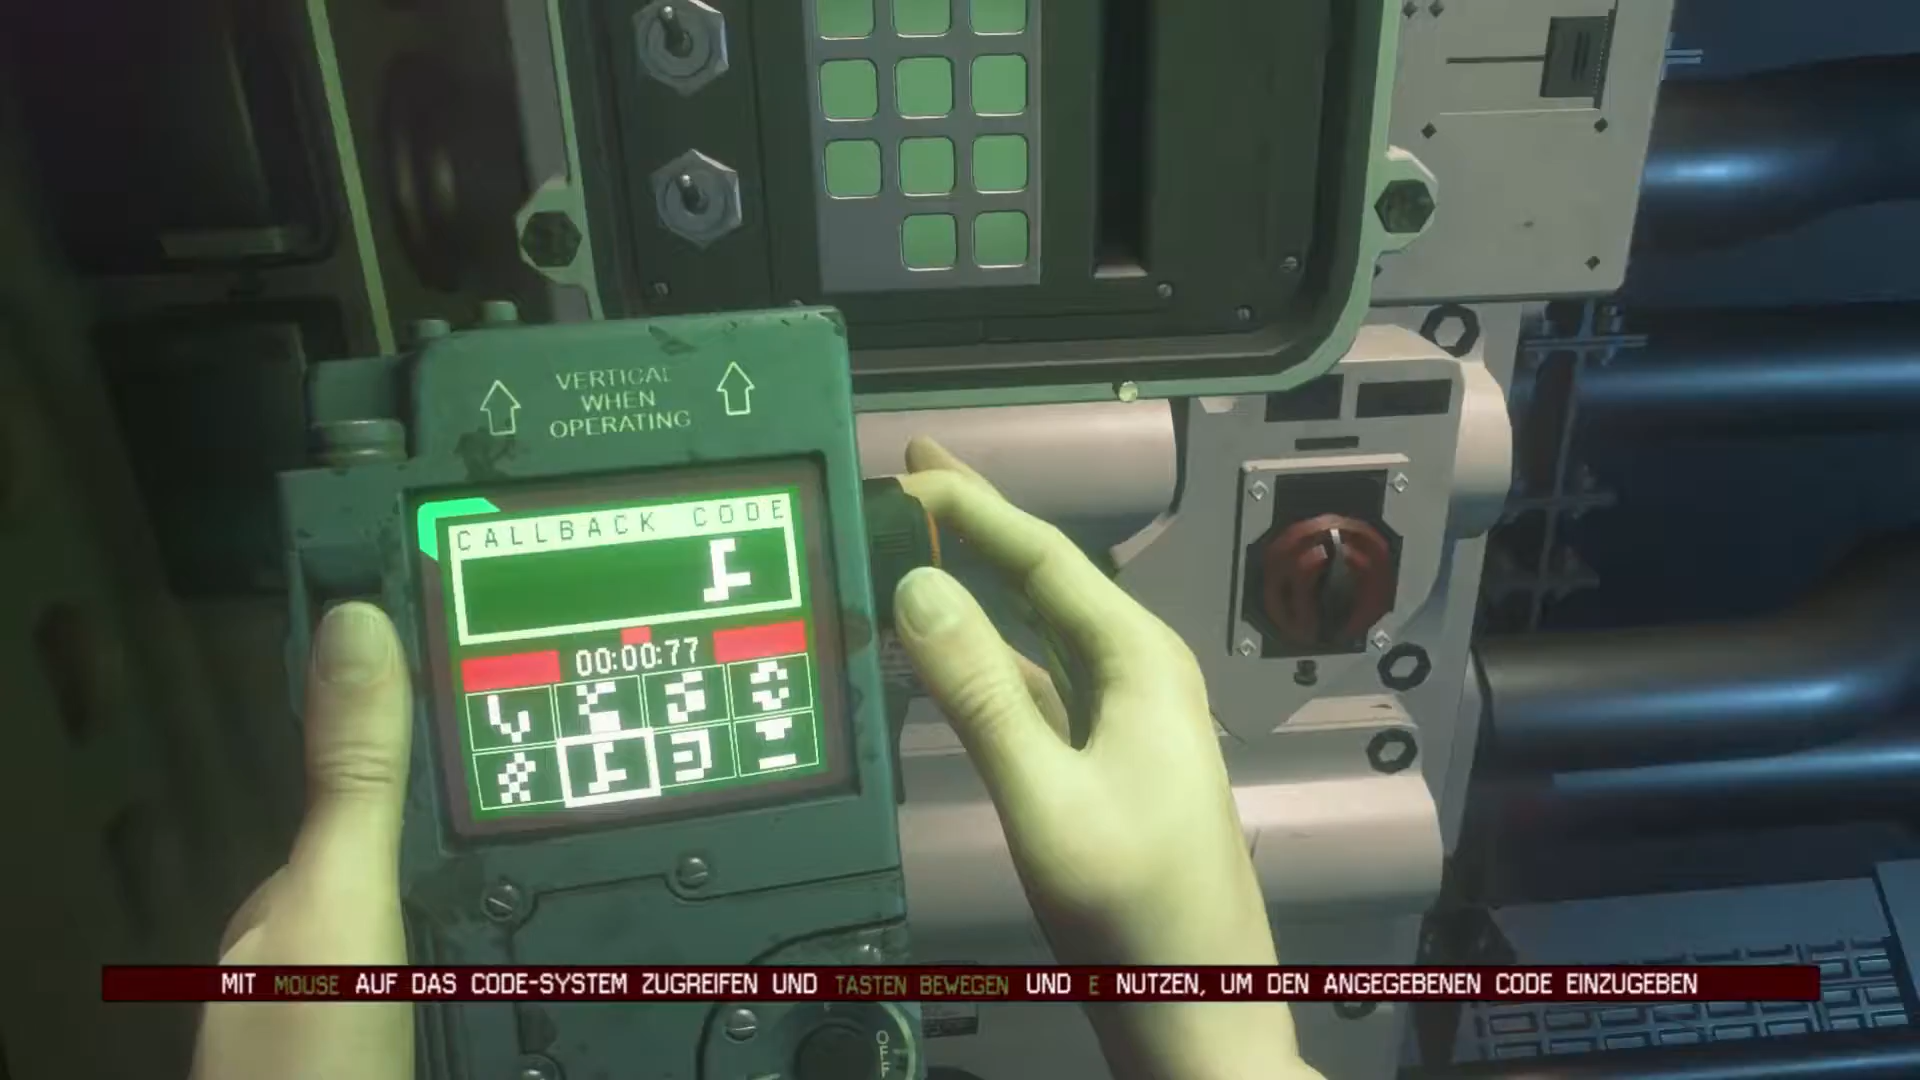 VERTICAL
WHEN
OPERATING
CALLBACK CODE
00:00:77
MIT MOUSE AUF DAS CODE-SYSTEM ZUGREIFEN UND TASTEN BEWEGEN UND E NUTZEN, UM DEN ANGEGEBENEN CODE EINZUGEBEN
OFF